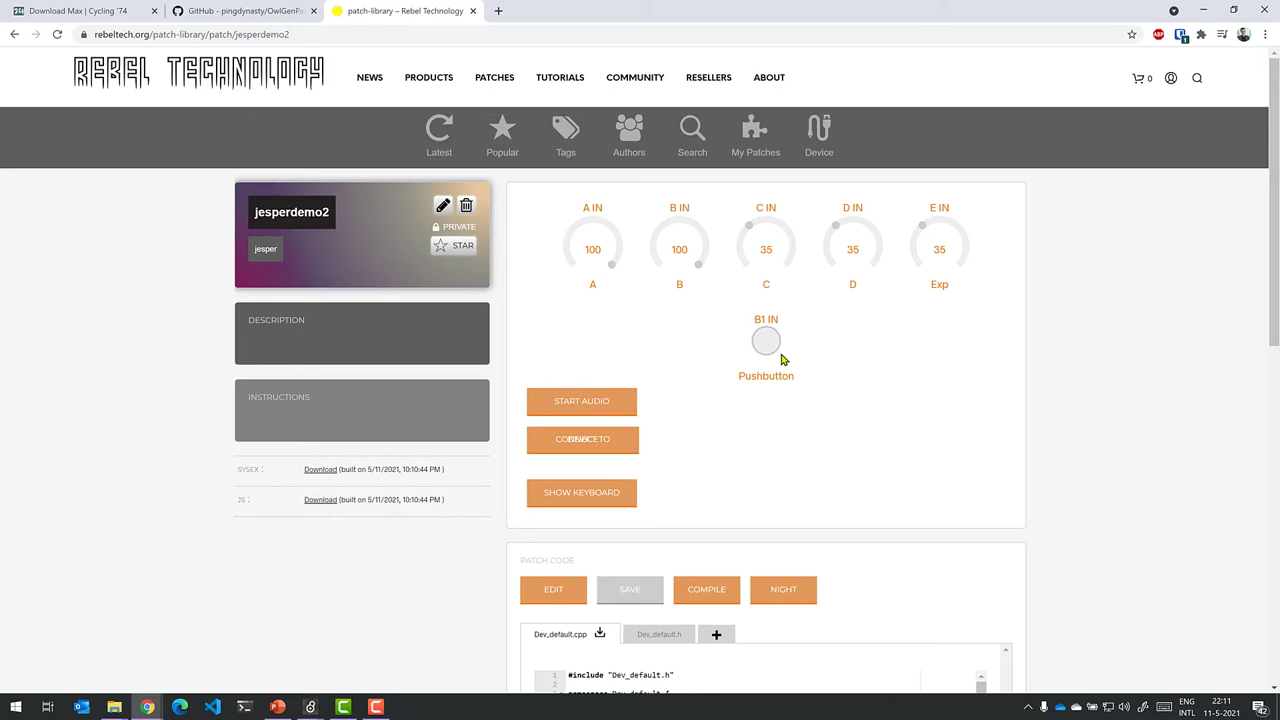 Download Max | Cycling '74
GitHub - pingdynasty/OwlGenPa
patch-library – Rebel Technology
rebeltech.org/patch-library/patch/jesperdemo2
REBEL TECHNOLOGY
NEWS
PRODUCTS
PATCHES
TUTORIALS
COMMUNITY
RESELLERS
ABOUT
0
Latest
Popular
Tags
Authors
Search
My Patches
Device
jesperdemo2
PRIVATE
jesper
STAR
DESCRIPTION
INSTRUCTIONS
SYSEX :
Download (built on 5/11/2021, 10:10:44 PM )
JS :
Download (built on 5/11/2021, 10:10:44 PM )
A IN
B IN
C IN
D IN
E IN
100
100
35
35
35
A
B
C
D
Exp
B1 IN
Pushbutton
START AUDIO
SHOW KEYBOARD
PATCH CODE
EDIT
SAVE
COMPILE
NIGHT
Dev_default.cpp
Dev_default.h
1
#include "Dev_default.h"
2
ENG
INTL
22:11
11-5-2021